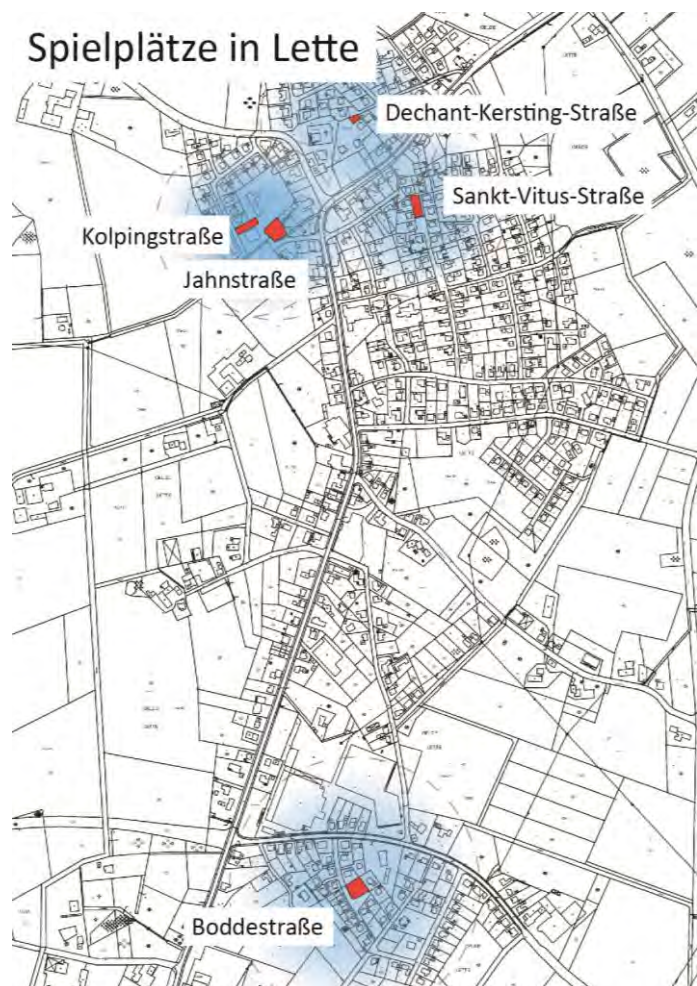 Spielplätze in Lette
Dechant-Kersting-Straße
Sankt-Vitus-Straße
Kolpingstraße
Jahnstraße
Boddestraße